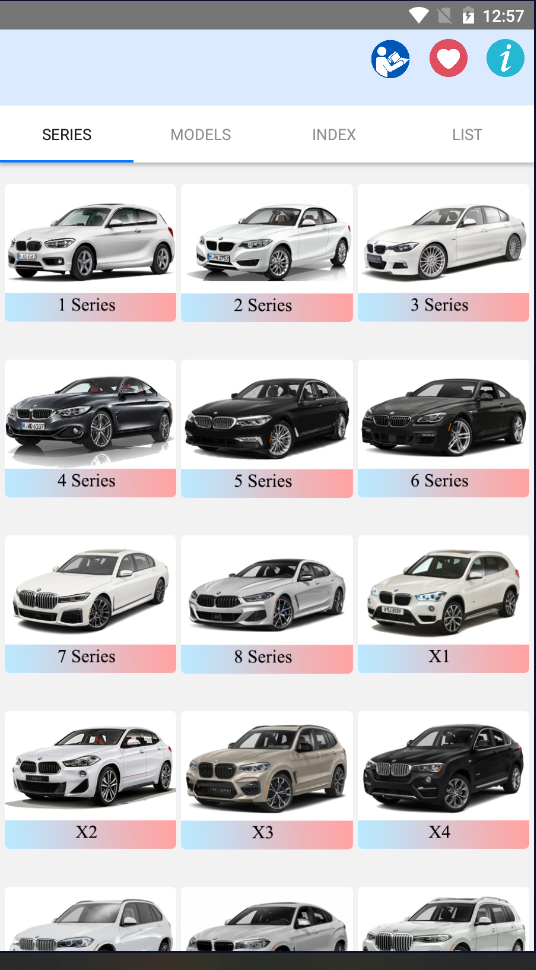 12:57
SERIES MODELS INDEX LIST
1 Series 2 Series 3 Series
4 Series 5 Series 6 Series
7 Series 8 Series X1
X2 X3 X4